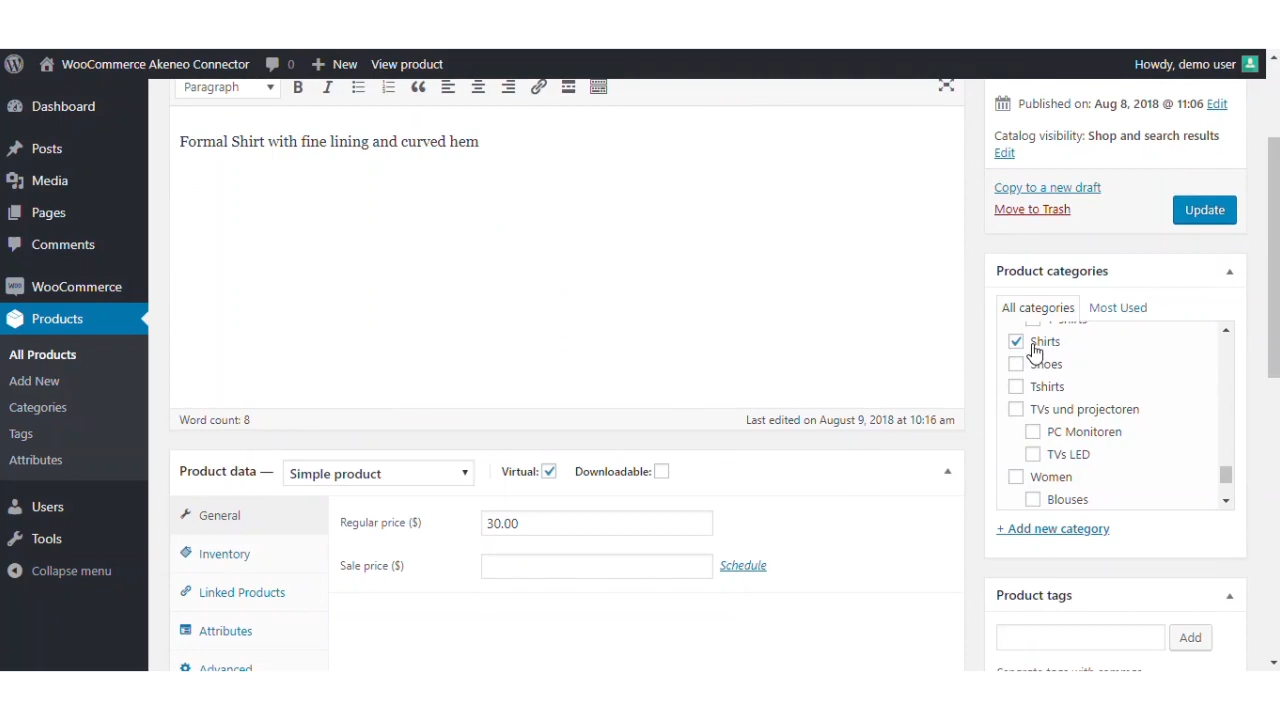 WooCommerce Akeneo Connector 0 New View product Howdy, demo user
Dashboard
Posts
Media
Pages
Comments
WooCommerce
Products
All Products
Add New
Categories
Tags
Attributes
Users
Tools
Collapse menu
Paragraph
Formal Shirt with fine lining and curved hem
Word count: 8 Last edited on August 9, 2018 at 10:16 am
Product data — Simple product Virtual: Downloadable:
General
Inventory
Linked Products
Attributes
Advanced
Regular price ($) 30.00
Sale price ($) Schedule
Published on: Aug 8, 2018 @ 11:06 Edit
Catalog visibility: Shop and search results
Edit
Copy to a new draft
Move to Trash Update
Product categories
All categories Most Used
T-shirts
Shirts
Shoes
Tshirts
TVs und projectoren
PC Monitoren
TVs LED
Women
Blouses
+ Add new category
Product tags
Add
Separate tags with commas